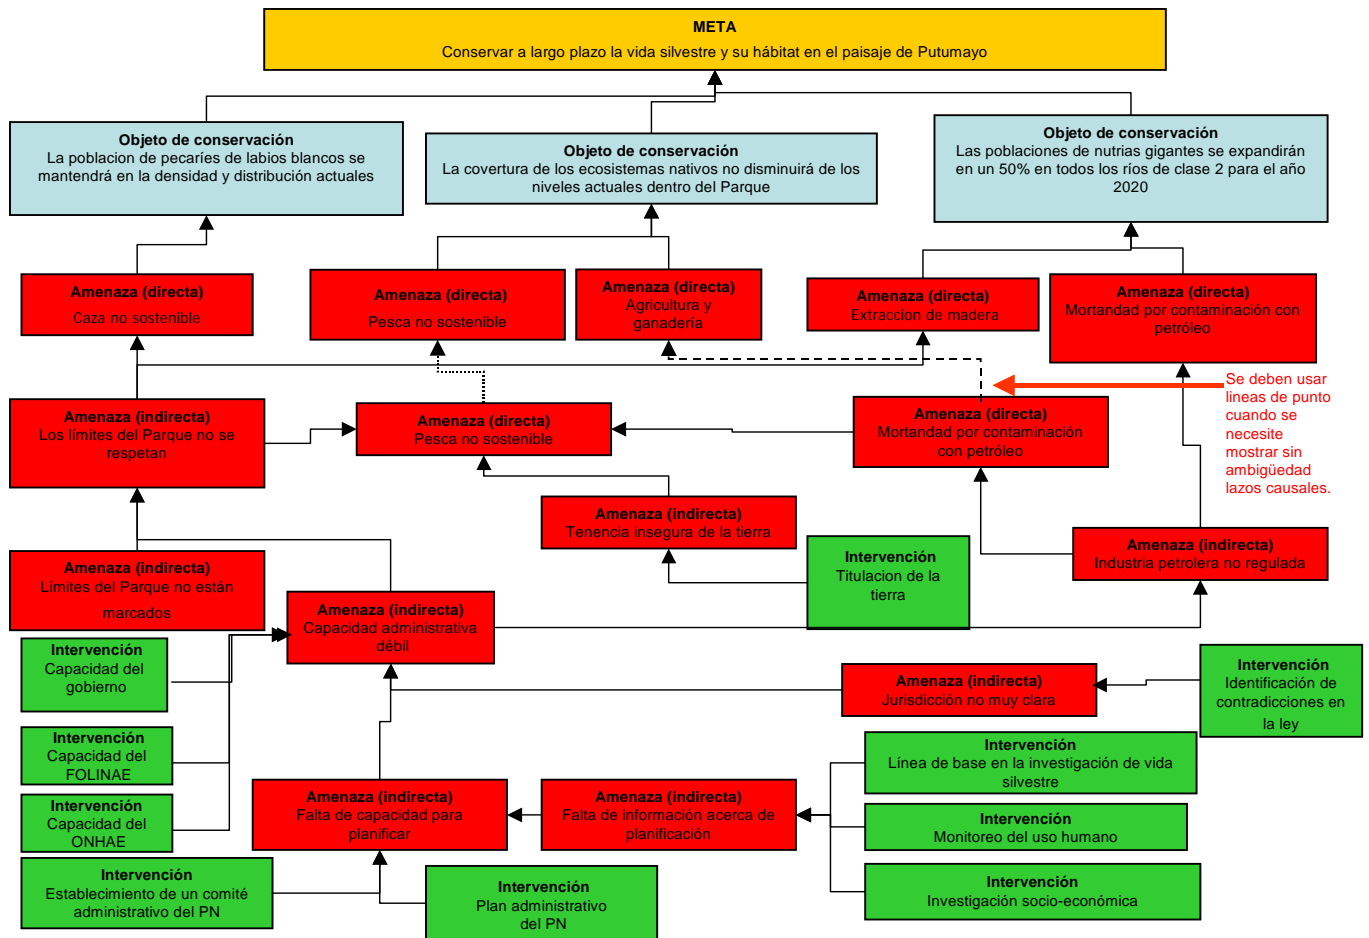 META
Conservar a largo plazo la vida silvestre y su hábitat en el paisaje de Putumayo
Objeto de conservación
La poblacion de pecaríes de labios blancos se
mantendrá en la densidad y distribución actuales
Objeto de conservación
La covertura de los ecosistemas nativos no disminuirá de los
niveles actuales dentro del Parque
Objeto de conservación
Las poblaciones de nutrias gigantes se expandirán
en un 50% en todos los ríos de clase 2 para el año
2020
Amenaza (directa)
Caza no sostenible
Amenaza (directa)
Pesca no sostenible
Amenaza (directa)
Agricultura y
ganadería
Amenaza (directa)
Extraccion de madera
Amenaza (directa)
Mortandad por contaminación con
petróleo
Se deben usar
lineas de punto
cuando se
necesite
mostrar sin
ambigüedad
lazos causales.
Amenaza (indirecta)
Los límites del Parque no se
respetan
Amenaza (directa)
Pesca no sostenible
Amenaza (directa)
Mortandad por contaminación
con petróleo
Amenaza (indirecta)
Tenencia insegura de la tierra
Amenaza (indirecta)
Industria petrolera no regulada
Intervención
Titulacion de la
tierra
Amenaza (indirecta)
Límites del Parque no están
marcados
Amenaza (indirecta)
Capacidad administrativa
débil
Intervención
Capacidad del
gobierno
Amenaza (indirecta)
Jurisdicción no muy clara
Intervención
Identificación de
contradicciones en
la ley
Intervención
Capacidad del
FOLINAE
Intervención
Línea de base en la investigación de vida
silvestre
Intervención
Capacidad del
ONHAE
Amenaza (indirecta)
Falta de capacidad para
planificar
Amenaza (indirecta)
Falta de información acerca de
planificación
Intervención
Monitoreo del uso humano
Intervención
Establecimiento de un comité
administrativo del PN
Intervención
Plan administrativo
del PN
Intervención
Investigación socio-económica